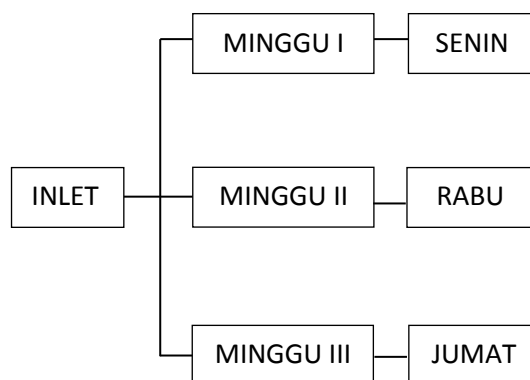 MINGGU I
SENIN
INLET
MINGGU II
RABU
MINGGU III
JUMAT